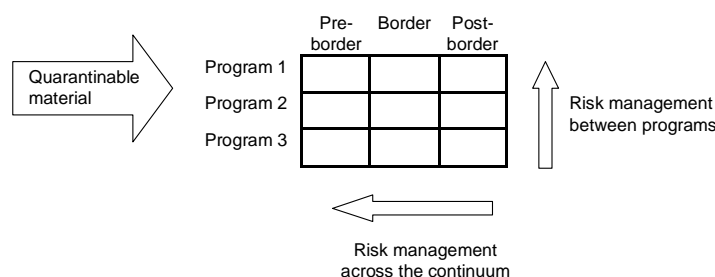 Pre-
border
Border
Post-
border
Quarantinable
material
Program 1
Program 2
Program 3
Risk management
between programs
Risk management
across the continuum